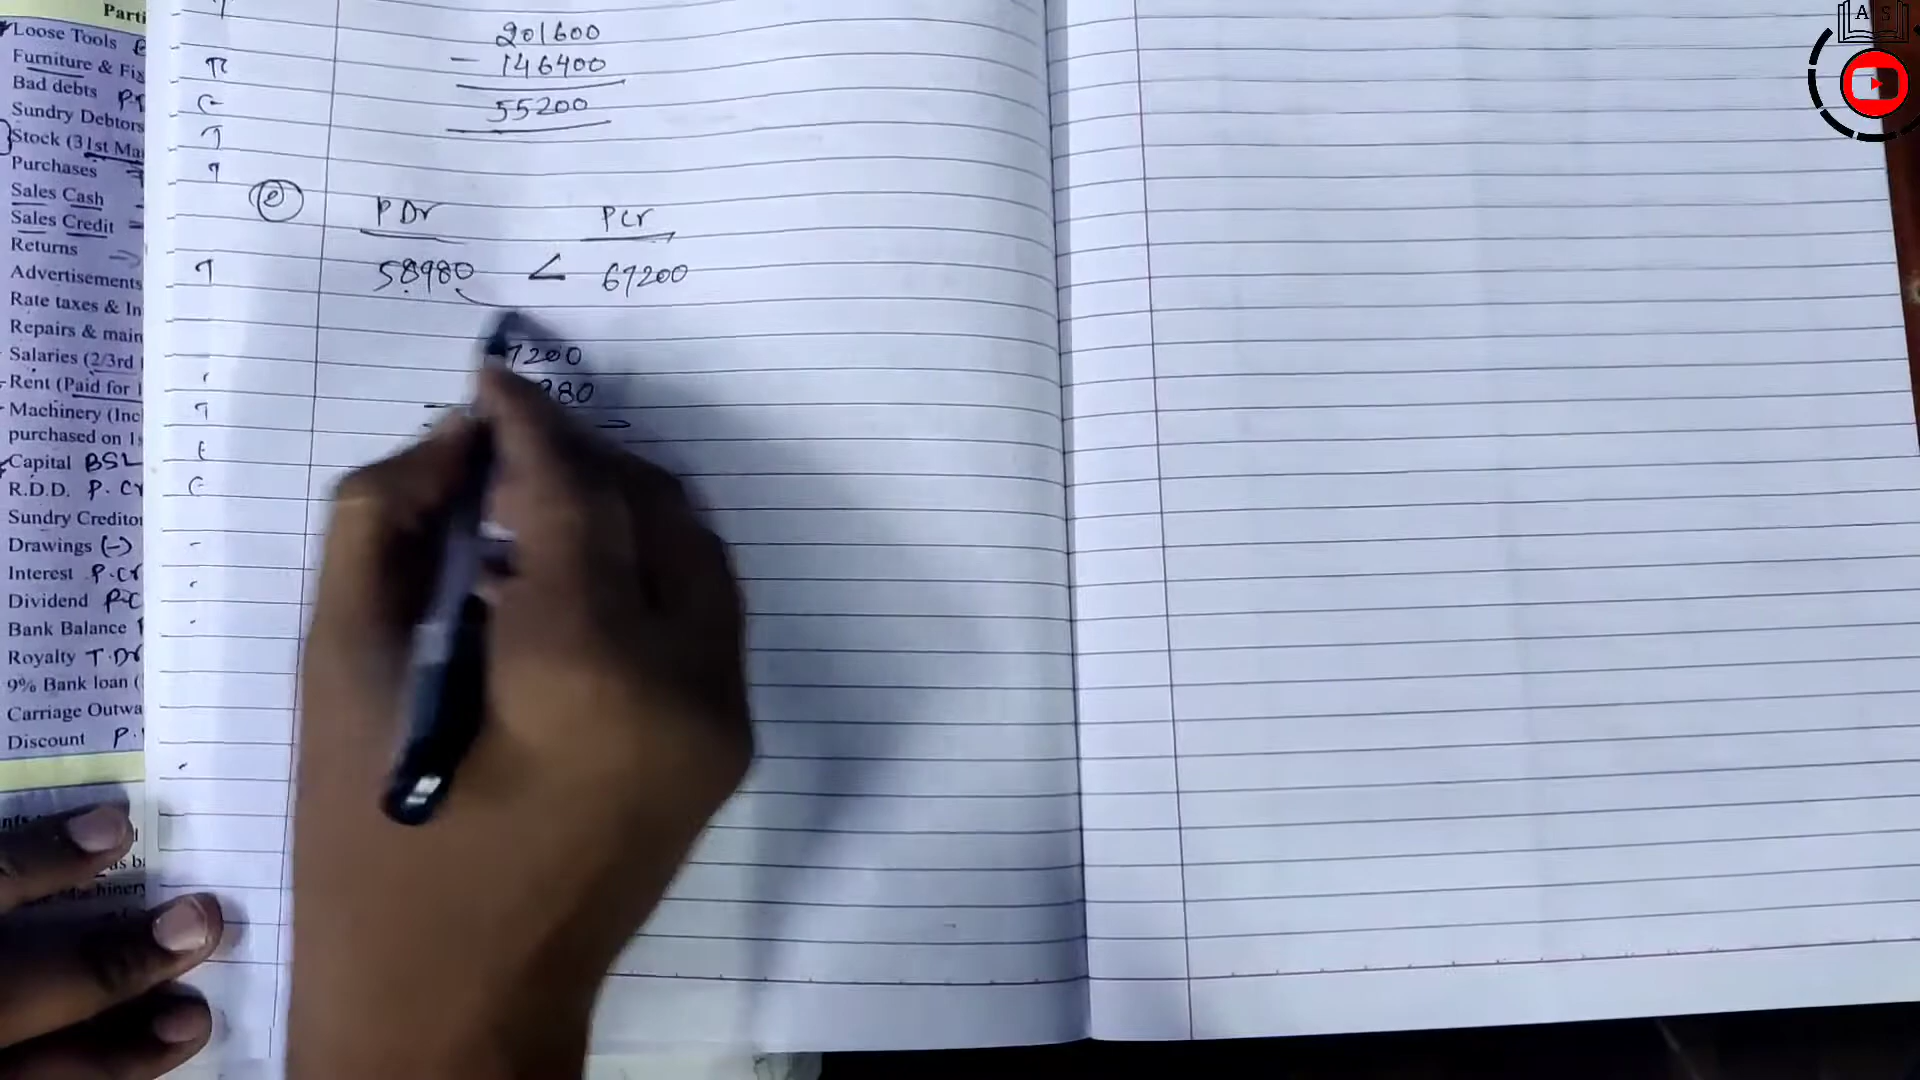 Parti
Loose Tools
Furniture & Fix
Bad debts P.
Sundry Debtors
Stock (31st Ma
Purchases
Sales Cash
Sales Credit
Returns
Advertisements
Rate taxes & In
Repairs & main
Salaries (2/3rd
Rent (Paid for 1
Machinery (Inc
purchased on 1s
Capital BSL
R.D.D. P. Cr
Sundry Creditor
Drawings (-)
Interest P.Cr
Dividend P.C
Bank Balance
Royalty T.Dr
9% Bank loan (
Carriage Outwa
Discount P.
201600
- 146400
55200
P Dr P Cr
58980 < 67200
7200
980
A S